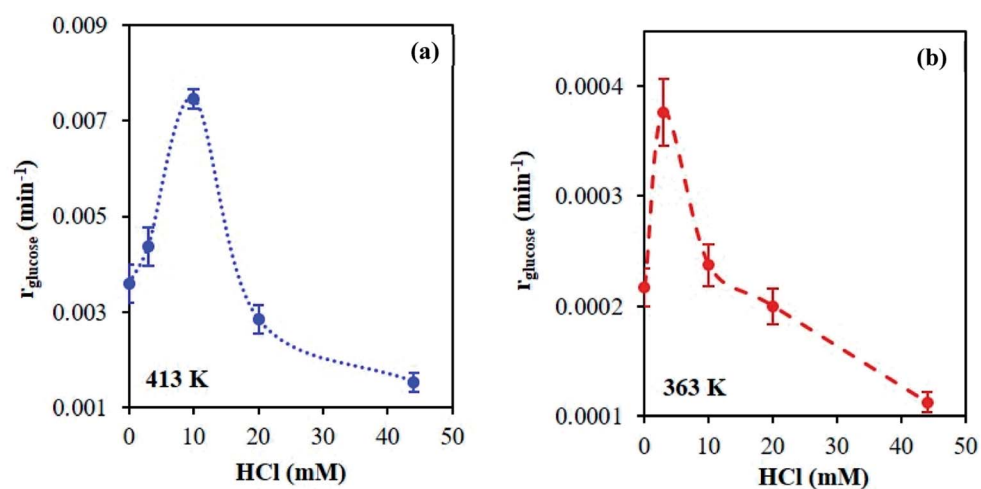 (a)
0.009
0.007
0.005
0.003
0.001
r_glucose (min⁻¹)
413 K
0 10 20 30 40 50
HCl (mM)
(b)
0.0004
0.0003
0.0002
0.0001
r_glucose (min⁻¹)
363 K
0 10 20 30 40 50
HCl (mM)